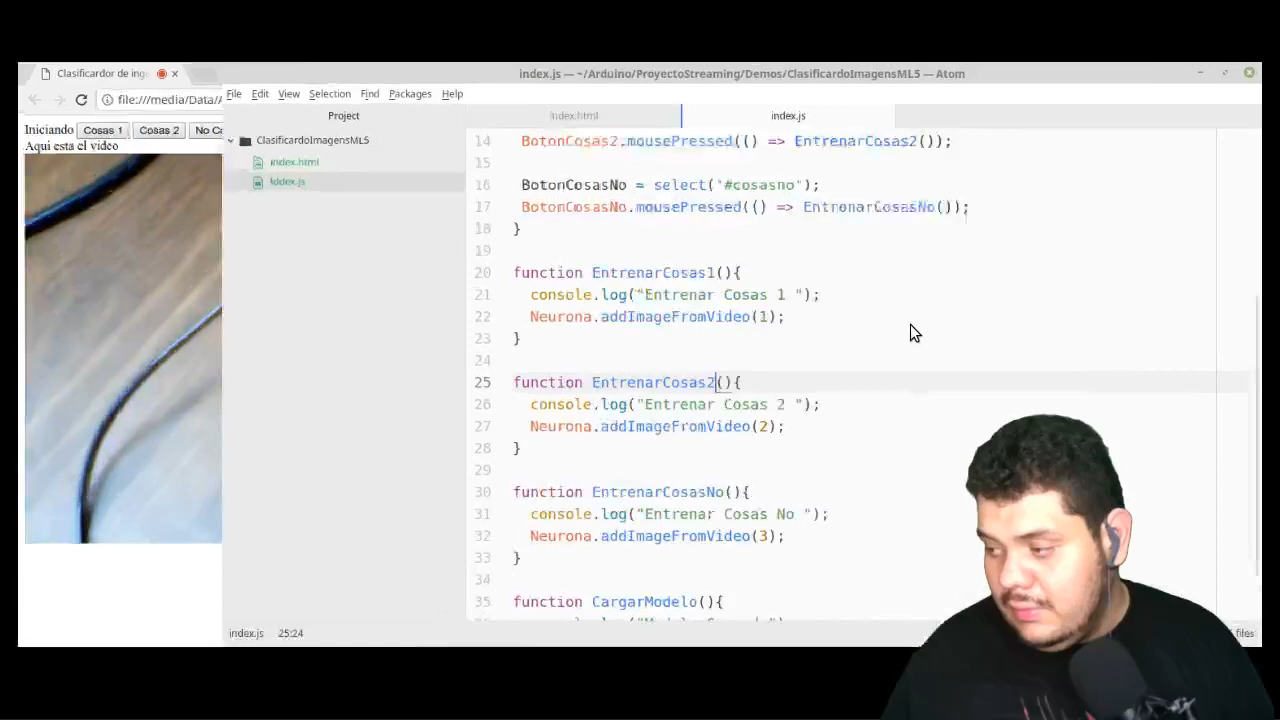 index.js — ~/Arduino/ProyectoStreaming/Demos/ClasificardoImagensML5 — Atom
Clasificardor de ing
file:///media/Data/A
Iniciando Cosas 1 Cosas 2 No Co
Aqui esta el video
File Edit View Selection Find Packages Help
Project
ClasificardoImagensML5
index.html
index.js
index.html index.js
14 BotonCosas2.mousePressed(() => EntrenarCosas2());
15
16 BotonCosasNo = select("#cosasno");
17 BotonCosasNo.mousePressed(() => EntrenarCosasNo());
18 }
19
20 function EntrenarCosas1(){
21 console.log("Entrenar Cosas 1 ");
22 Neurona.addImageFromVideo(1);
23 }
24
25 function EntrenarCosas2(){
26 console.log("Entrenar Cosas 2 ");
27 Neurona.addImageFromVideo(2);
28 }
29
30 function EntrenarCosasNo(){
31 console.log("Entrenar Cosas No ");
32 Neurona.addImageFromVideo(3);
33 }
34
35 function CargarModelo(){
index.js 25:24
files